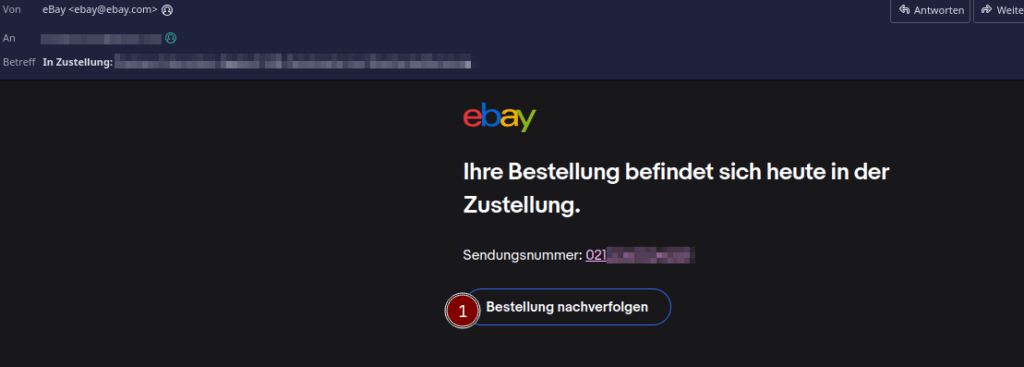 Von eBay <ebay@ebay.com>
Antworten
Weite
An
Betreff In Zustellung:
ebay
Ihre Bestellung befindet sich heute in der
Zustellung.
Sendungsnummer: 021
1 Bestellung nachverfolgen